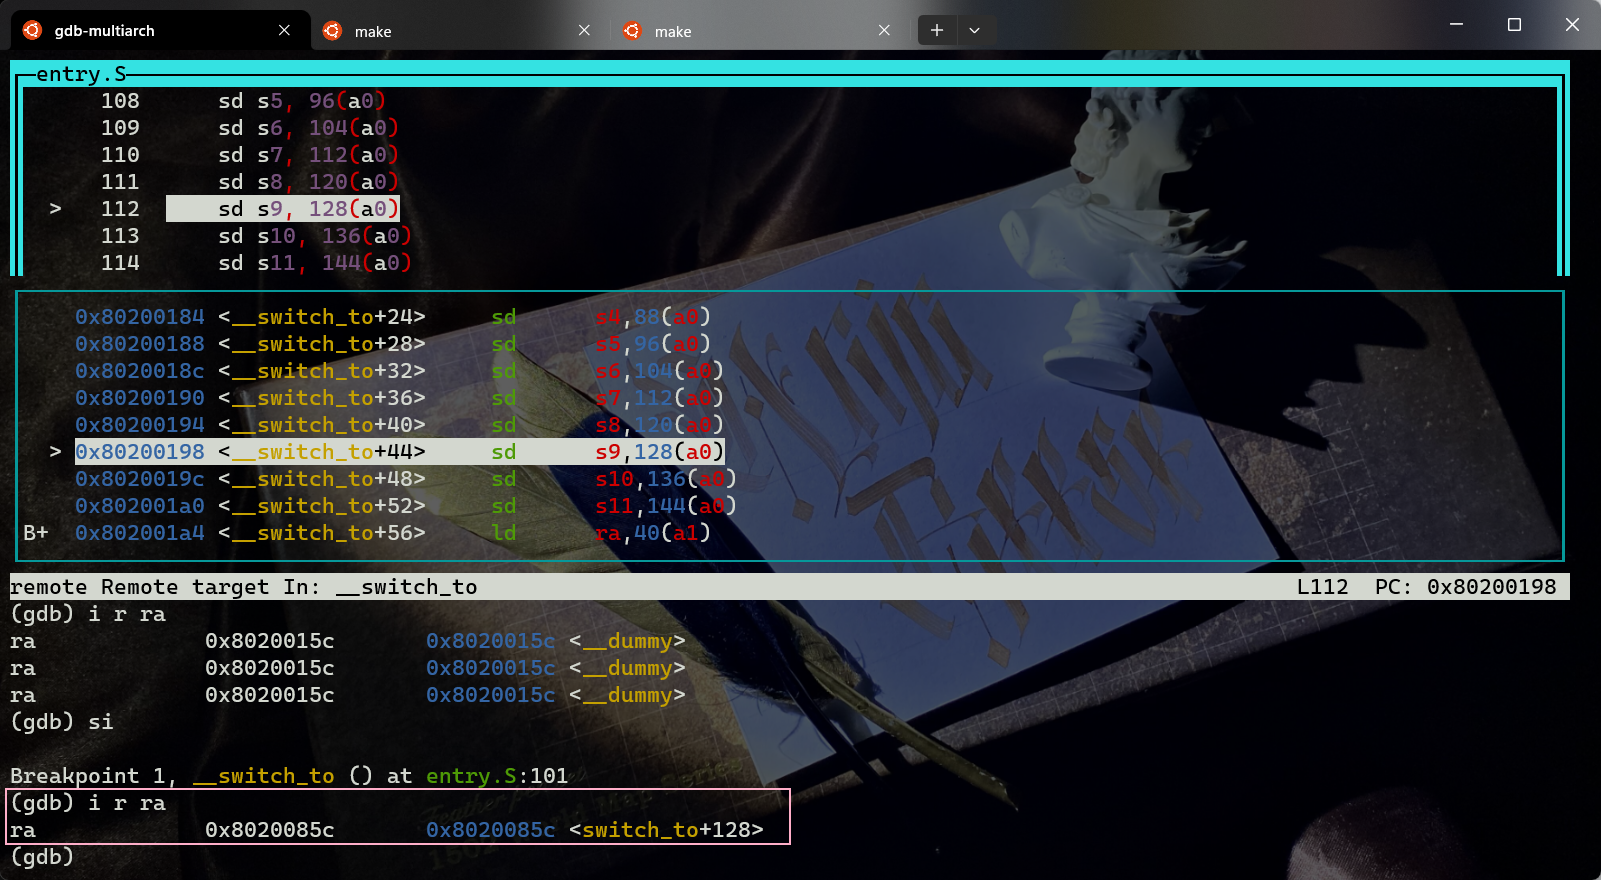 gdb-multiarch
make
make
entry.S
108 sd s5, 96(a0)
109 sd s6, 104(a0)
110 sd s7, 112(a0)
111 sd s8, 120(a0)
> 112 sd s9, 128(a0)
113 sd s10, 136(a0)
114 sd s11, 144(a0)
0x80200184 <__switch_to+24> sd s4,88(a0)
0x80200188 <__switch_to+28> sd s5,96(a0)
0x8020018c <__switch_to+32> sd s6,104(a0)
0x80200190 <__switch_to+36> sd s7,112(a0)
0x80200194 <__switch_to+40> sd s8,120(a0)
> 0x80200198 <__switch_to+44> sd s9,128(a0)
0x8020019c <__switch_to+48> sd s10,136(a0)
0x802001a0 <__switch_to+52> sd s11,144(a0)
B+ 0x802001a4 <__switch_to+56> ld ra,40(a1)
remote Remote target In: __switch_to L112 PC: 0x80200198
(gdb) i r ra
ra 0x8020015c 0x8020015c <__dummy>
ra 0x8020015c 0x8020015c <__dummy>
ra 0x8020015c 0x8020015c <__dummy>
(gdb) si
Breakpoint 1, __switch_to () at entry.S:101
(gdb) i r ra
ra 0x8020085c 0x8020085c <switch_to+128>
(gdb)